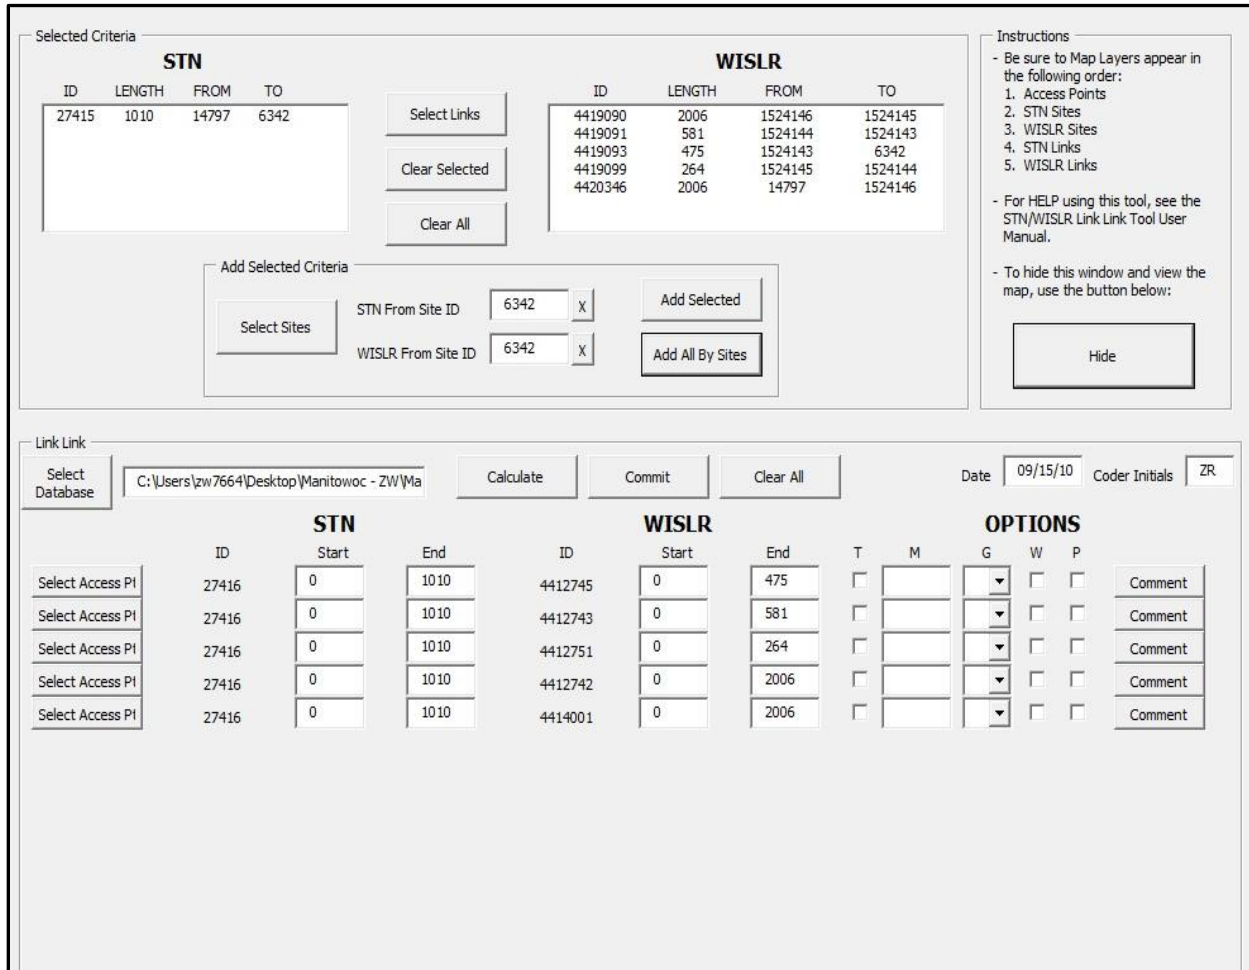 Selected Criteria
STN
ID LENGTH FROM TO
27415 1010 14797 6342
Select Links
Clear Selected
Clear All
WISLR
ID LENGTH FROM TO
4419090 2006 1524146 1524145
4419091 581 1524144 1524143
4419093 475 1524143 6342
4419099 264 1524145 1524144
4420346 2006 14797 1524146
Add Selected Criteria
Select Sites
STN From Site ID 6342 X
WISLR From Site ID 6342 X
Add Selected
Add All By Sites
Instructions
- Be sure to Map Layers appear in
the following order:
1. Access Points
2. STN Sites
3. WISLR Sites
4. STN Links
5. WISLR Links
- For HELP using this tool, see the
STN/WISLR Link Link Tool User
Manual.
- To hide this window and view the
map, use the button below:
Hide
Link Link
Select
Database
C:\Users\zw7664\Desktop\Manitowoc - ZW\Ma
Calculate Commit Clear All
Date 09/15/10 Coder Initials ZR
STN WISLR OPTIONS
ID Start End ID Start End T M G W P
Select Access Pt 27416 0 1010 4412745 0 475 Comment
Select Access Pt 27416 0 1010 4412743 0 581 Comment
Select Access Pt 27416 0 1010 4412751 0 264 Comment
Select Access Pt 27416 0 1010 4412742 0 2006 Comment
Select Access Pt 27416 0 1010 4414001 0 2006 Comment